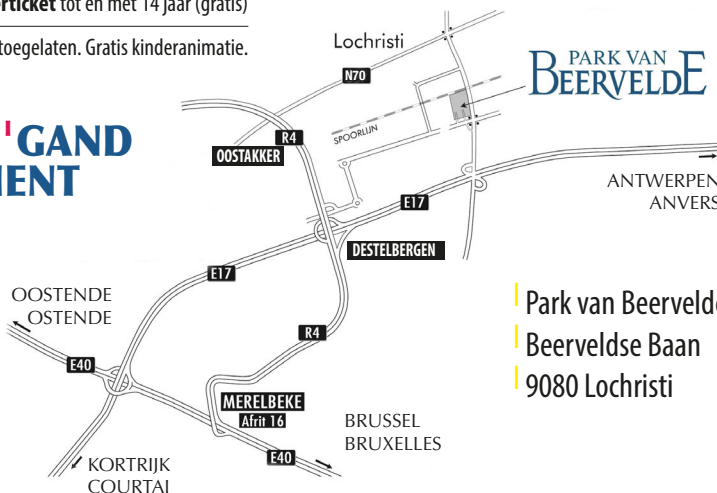 erticket tot en met 14 jaar (gratis)
toegelaten. Gratis kinderanimatie.
Lochristi
N70
PARK VAN
BEERVELDE
SPOORLIJN
'GAND
R4
OOSTAKKER
ENT
ANTWERPEN
ANVERS
E17
DESTELBERGEN
E17
OOSTENDE
OSTENDE
Park van Beervelde
R4
Beerveldse Baan
E40
9080 Lochristi
MERELBEKE
Afrit 16
BRUSSEL
BRUXELLES
E40
KORTRIJK
COURTAI